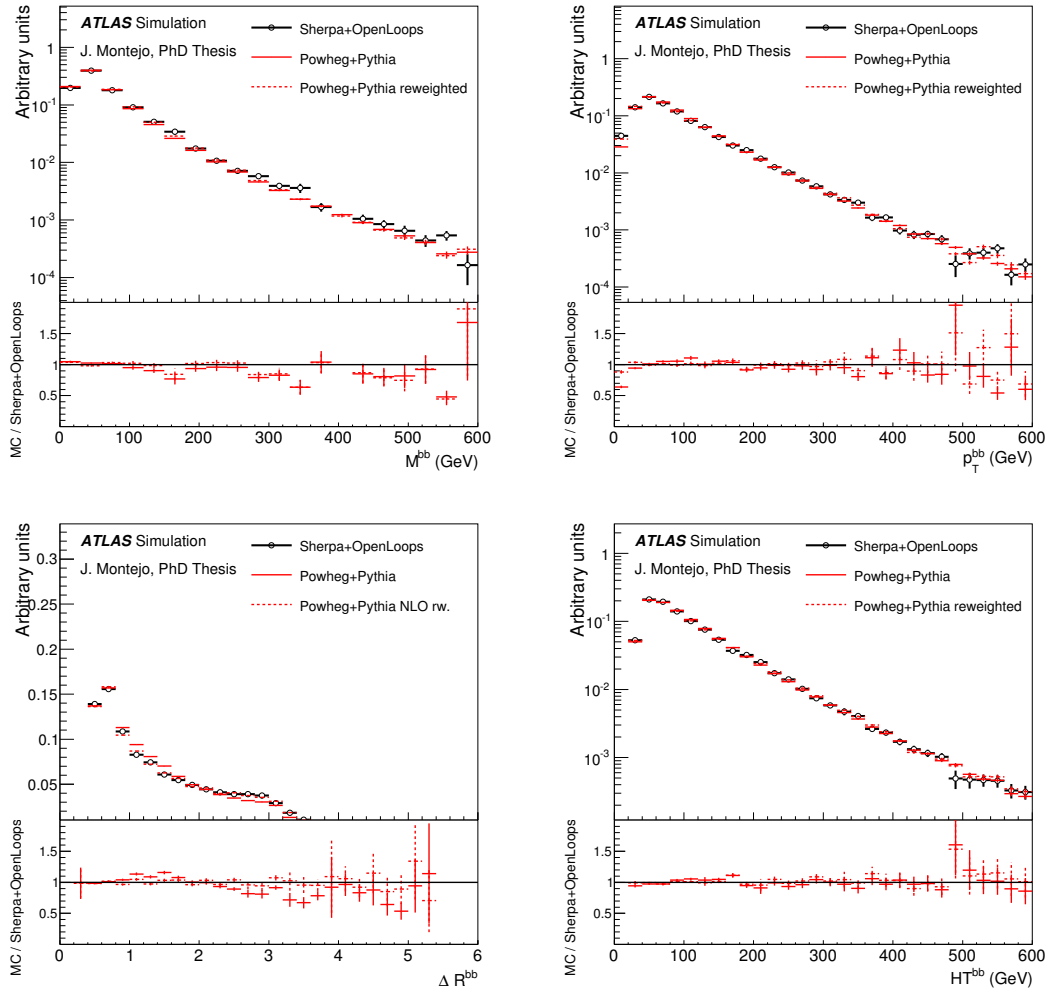 ATLAS Simulation
J. Montejo, PhD Thesis
Sherpa+OpenLoops
Powheg+Pythia
Powheg+Pythia reweighted
Arbitrary units
1
10^-1
10^-2
10^-3
10^-4
MC / Sherpa+OpenLoops
1.5
1
0.5
0 100 200 300 400 500 600
M^bb (GeV)
ATLAS Simulation
J. Montejo, PhD Thesis
Sherpa+OpenLoops
Powheg+Pythia
Powheg+Pythia reweighted
Arbitrary units
1
10^-1
10^-2
10^-3
10^-4
MC / Sherpa+OpenLoops
1.5
1
0.5
0 100 200 300 400 500 600
p_T^bb (GeV)
ATLAS Simulation
J. Montejo, PhD Thesis
Sherpa+OpenLoops
Powheg+Pythia
Powheg+Pythia NLO rw.
Arbitrary units
0.3
0.25
0.2
0.15
0.1
0.05
MC / Sherpa+OpenLoops
1.5
1
0.5
0 1 2 3 4 5 6
Δ R^bb
ATLAS Simulation
J. Montejo, PhD Thesis
Sherpa+OpenLoops
Powheg+Pythia
Powheg+Pythia reweighted
Arbitrary units
1
10^-1
10^-2
10^-3
MC / Sherpa+OpenLoops
1.5
1
0.5
0 100 200 300 400 500 600
HT^bb (GeV)